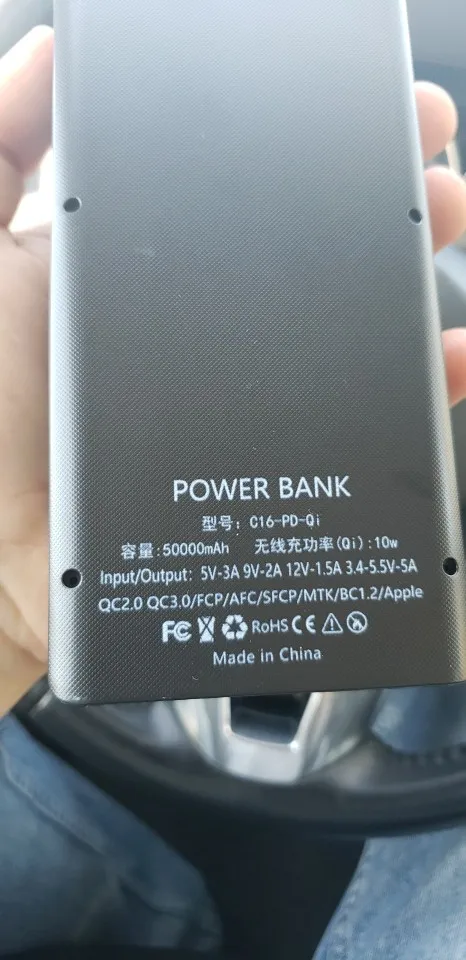 POWER BANK
型号：C16-PD-Qi
容量:50000mAh 无线充功率(Qi):10w
Input/Output: 5V-3A 9V-2A 12V-1.5A 3.4-5.5V-5A
QC2.0 QC3.0/FCP/AFC/SFCP/MTK/BC1.2/Apple
FC RoHS CE
Made in China